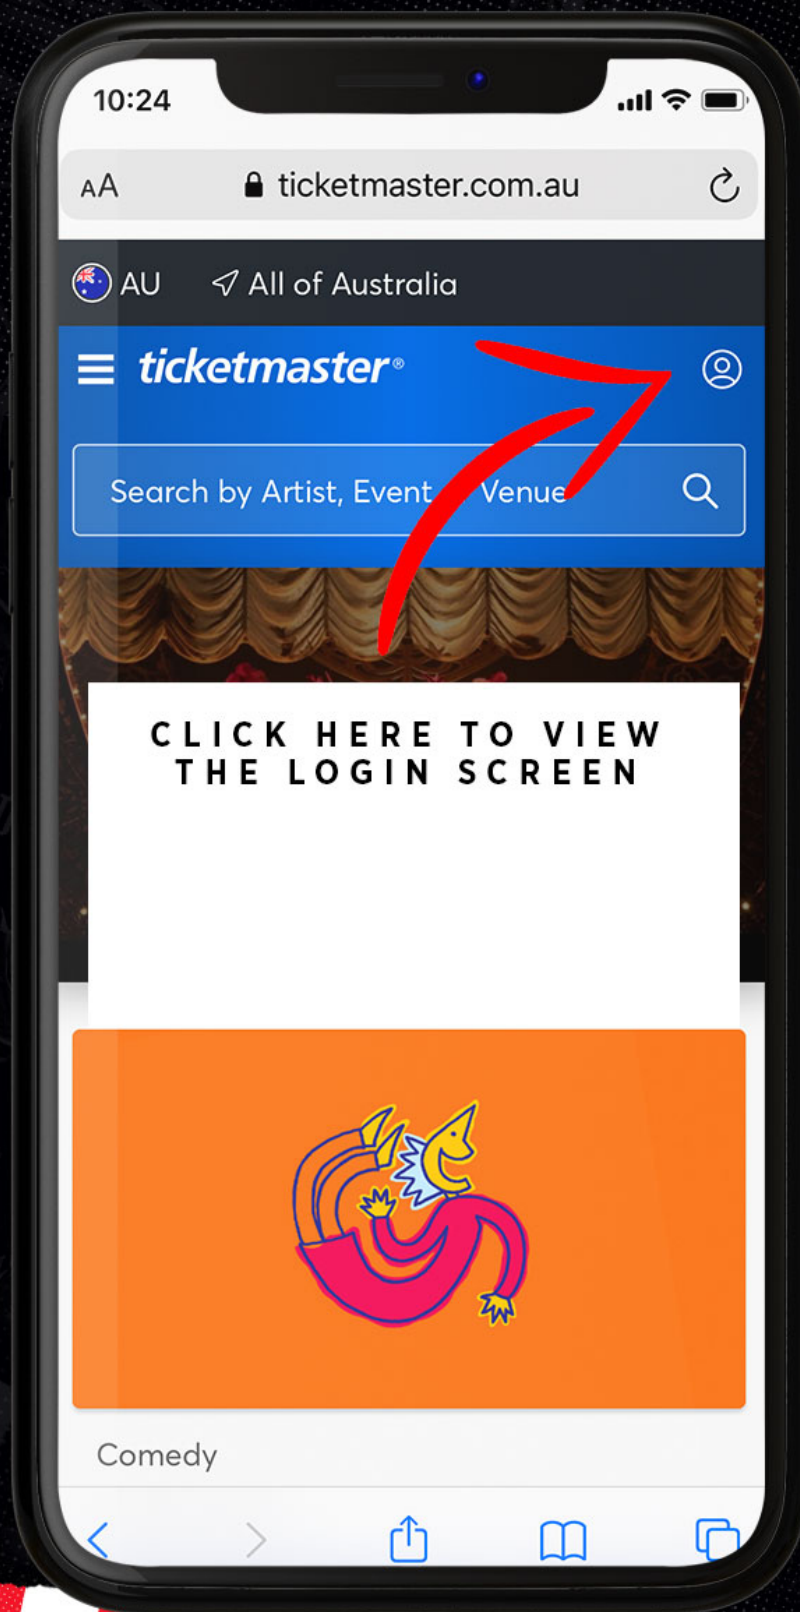 10:24
AA ticketmaster.com.au
AU All of Australia
ticketmaster®
Search by Artist, Event Venue
CLICK HERE TO VIEW
THE LOGIN SCREEN
Comedy